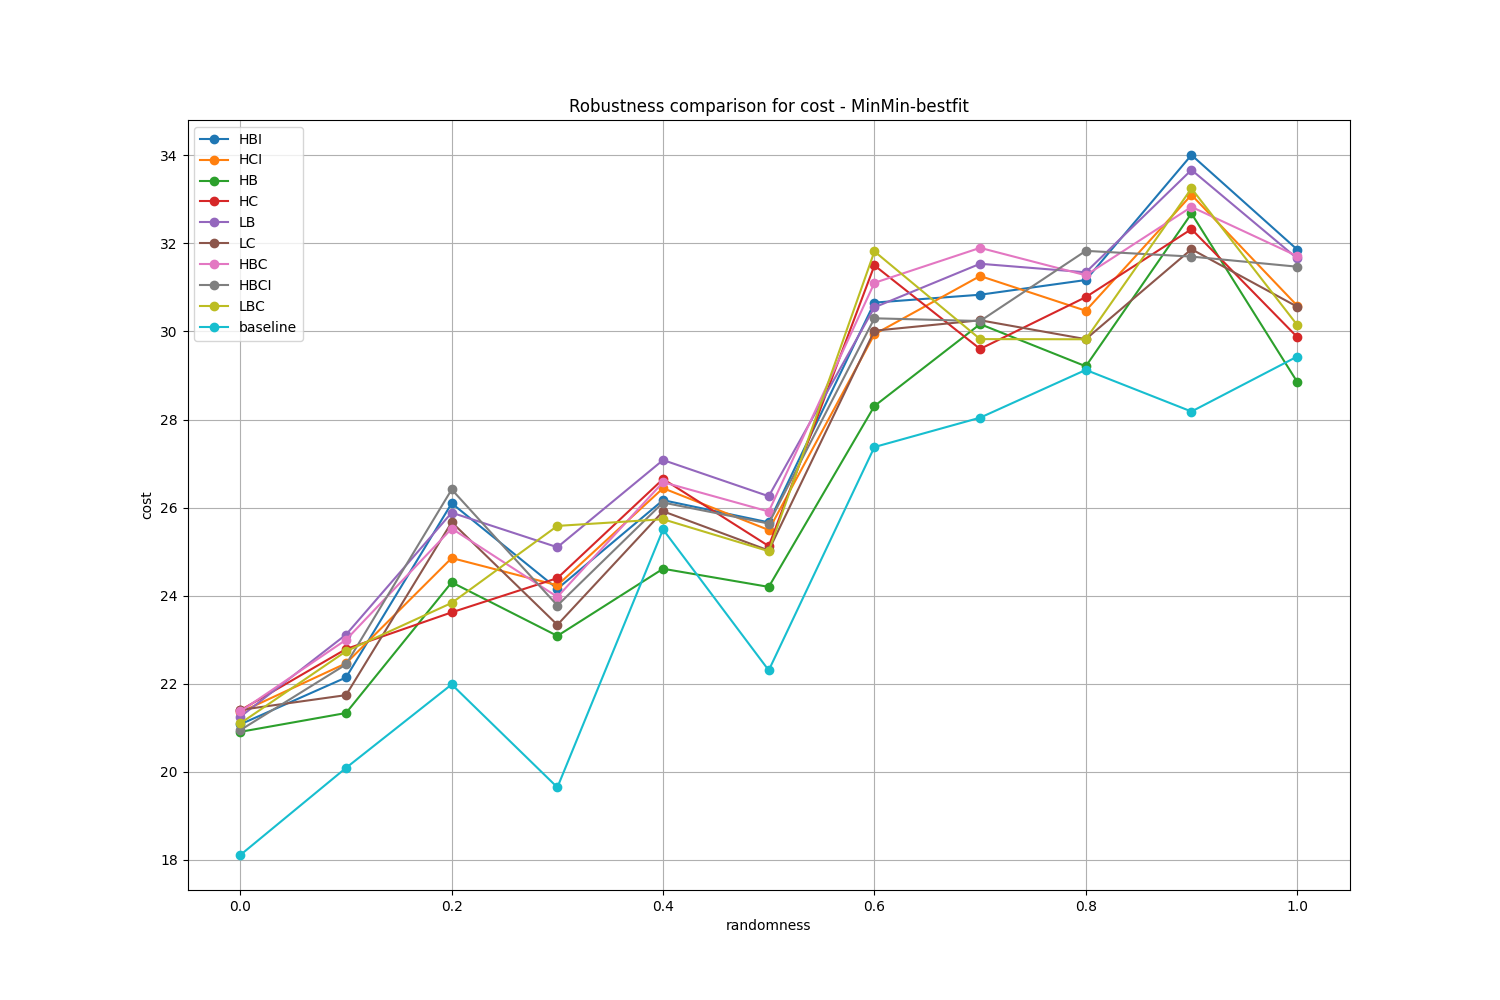 Robustness comparison for cost - MinMin-bestfit
HBI
HCI
HB
HC
LB
LC
HBC
HBCI
LBC
baseline
34
32
30
28
26
24
22
20
18
cost
0.0 0.2 0.4 0.6 0.8 1.0
randomness